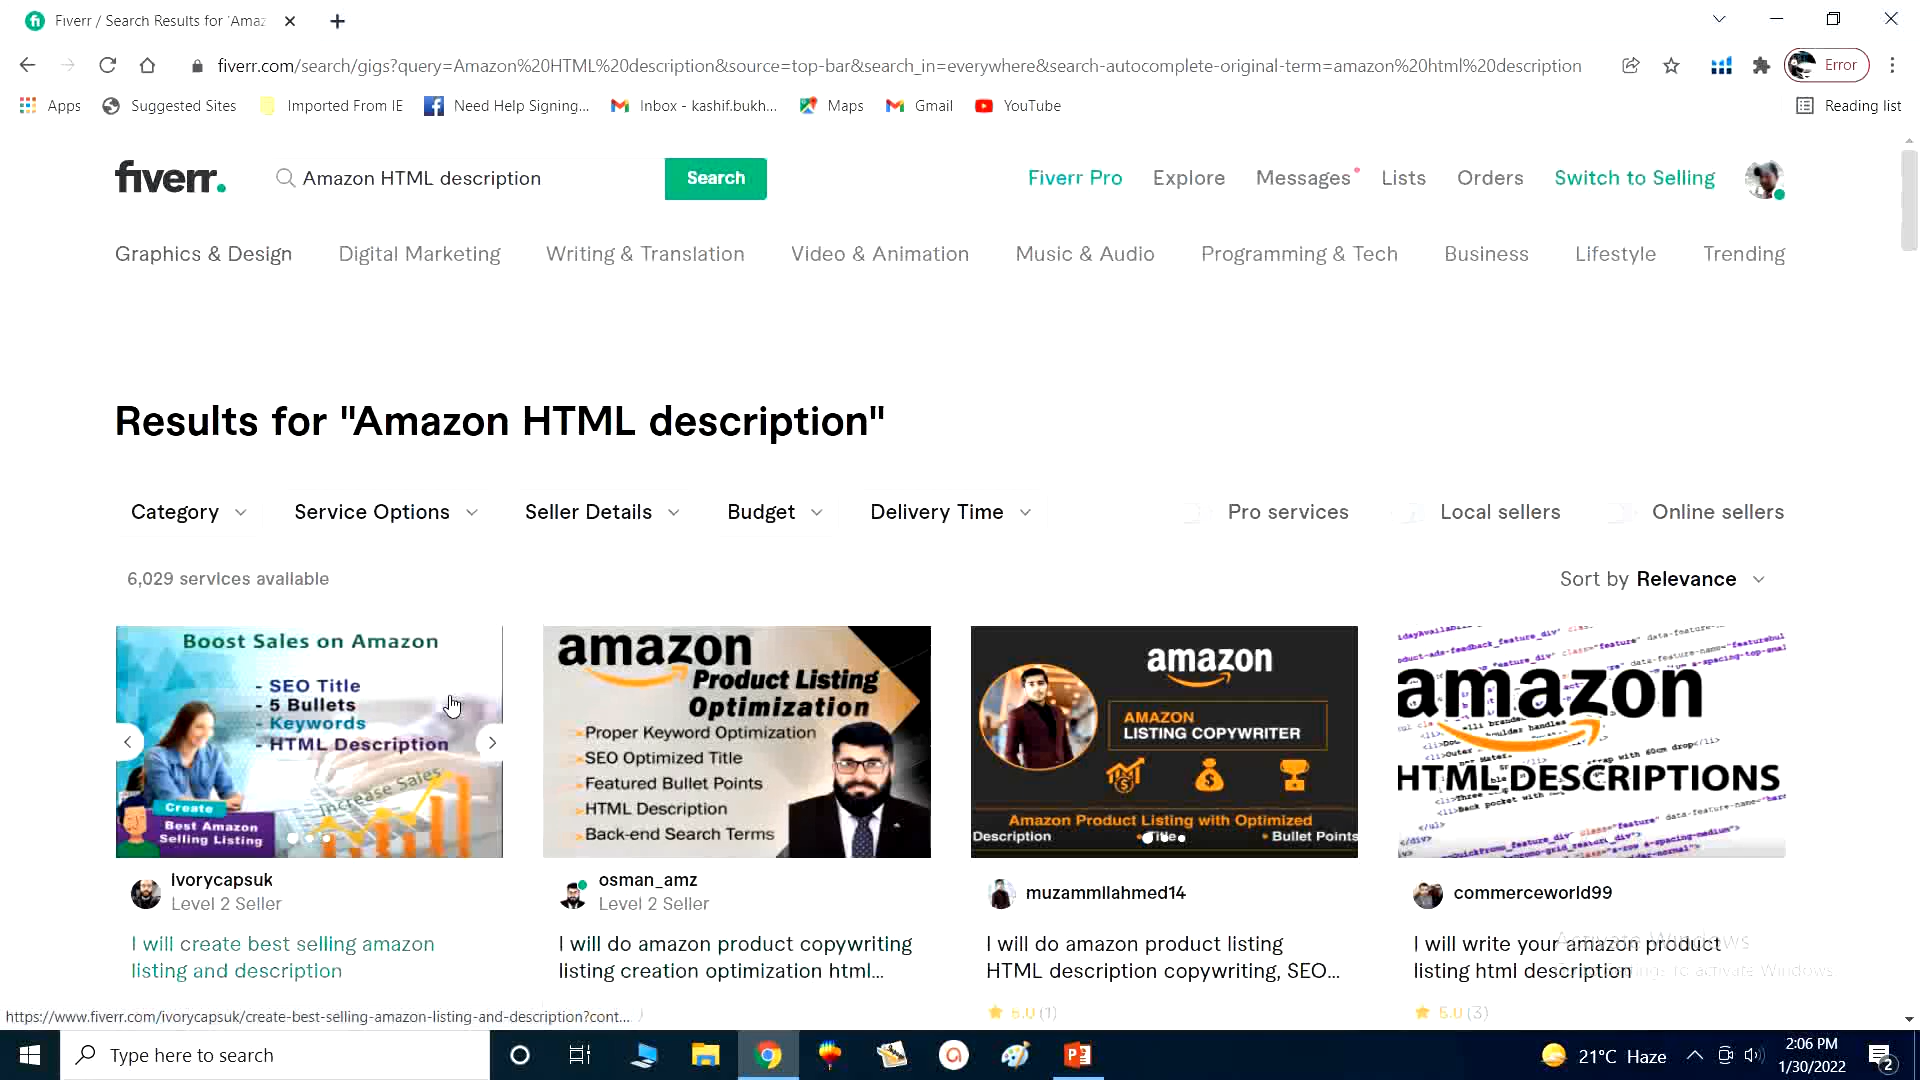 Fiverr / Search Results for 'Amaz
fiverr.com/search/gigs?query=Amazon%20HTML%20description&source=top-bar&search_in=everywhere&search-autocomplete-original-term=amazon%20html%20description
Error
Apps
Suggested Sites
Imported From IE
Need Help Signing...
Inbox - kashif.bukh...
Maps
Gmail
YouTube
Reading list
fiverr.
Amazon HTML description
Search
Fiverr Pro
Explore
Messages
Lists
Orders
Switch to Selling
Graphics & Design
Digital Marketing
Writing & Translation
Video & Animation
Music & Audio
Programming & Tech
Business
Lifestyle
Trending
Results for "Amazon HTML description"
Category
Service Options
Seller Details
Budget
Delivery Time
Pro services
Local sellers
Online sellers
6,029 services available
Sort by Relevance
Boost Sales on Amazon
- SEO Title
- 5 Bullets
- Keywords
- HTML Description
Increase Sales
Create
Best Amazon
Selling Listing
amazon
Product Listing
Optimization
Proper Keyword Optimization
SEO Optimized Title
Featured Bullet Points
HTML Description
Back-end Search Terms
amazon
AMAZON
LISTING COPYWRITER
Amazon Product Listing with Optimized
Description
• Title
• Bullet Points
amazon
HTML DESCRIPTIONS
ivorycapsuk
Level 2 Seller
I will create best selling amazon
listing and description
osman_amz
Level 2 Seller
I will do amazon product copywriting
listing creation optimization html...
muzammilahmed14
I will do amazon product listing
HTML description copywriting, SEO...
5.0 (1)
commerceworld99
I will write your amazon product
listing html description
5.0 (3)
Activate Windows
https://www.fiverr.com/ivorycapsuk/create-best-selling-amazon-listing-and-description?cont...
Type here to search
21°C Haze
2:06 PM
1/30/2022
2